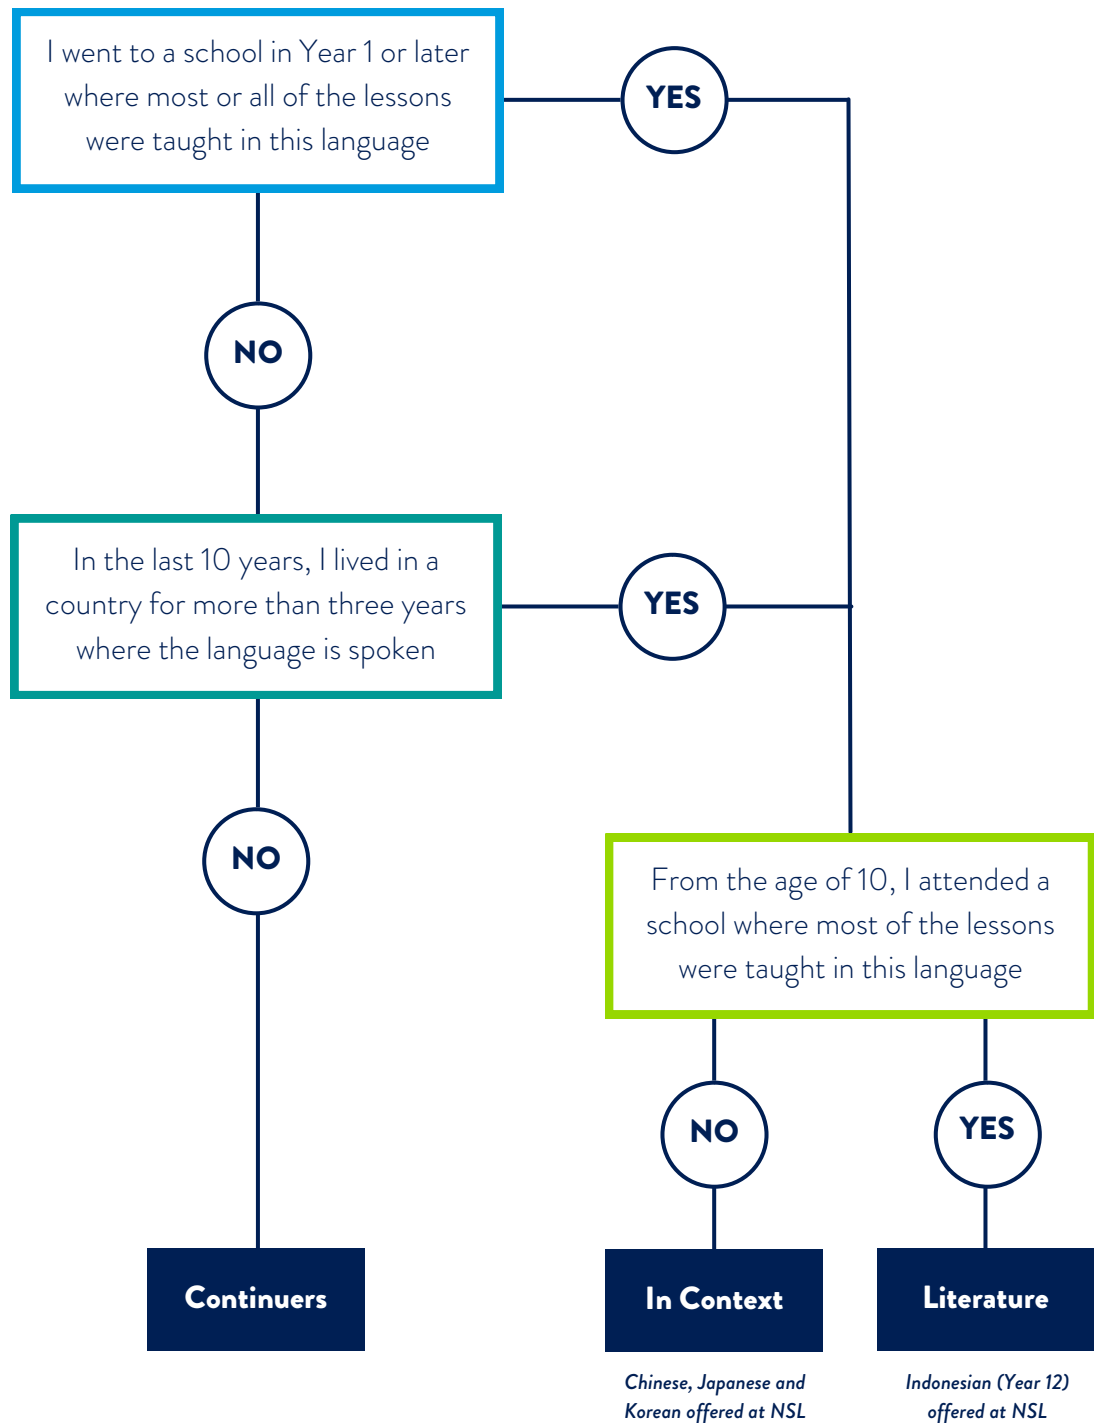 I went to a school in Year 1 or later
where most or all of the lessons
were taught in this language
YES
NO
In the last 10 years, I lived in a
country for more than three years
where the language is spoken
YES
NO
From the age of 10, I attended a
school where most of the lessons
were taught in this language
NO
YES
Continuers
In Context
Literature
Chinese, Japanese and
Korean offered at NSL
Indonesian (Year 12)
offered at NSL